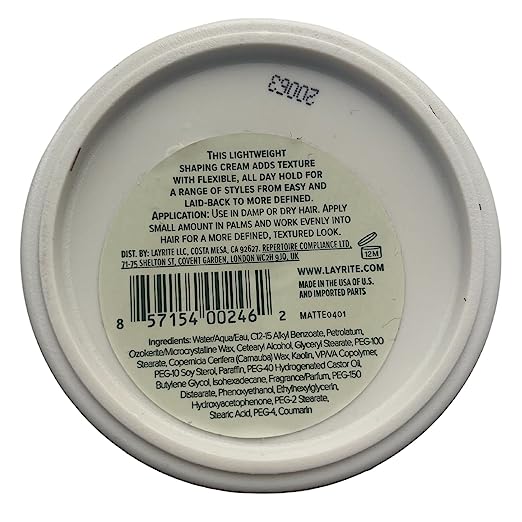 20063
THIS LIGHTWEIGHT
SHAPING CREAM ADDS TEXTURE
WITH FLEXIBLE, ALL DAY HOLD FOR
A RANGE OF STYLES FROM EASY AND
LAID-BACK TO MORE DEFINED.
APPLICATION: USE IN DAMP OR DRY HAIR. APPLY
SMALL AMOUNT IN PALMS AND WORK EVENLY INTO
HAIR FOR A MORE DEFINED, TEXTURED LOOK.
DIST. BY: LAYRITE LLC, COSTA MESA, CA 92627. REPERTOIRE COMPLIANCE LTD.
71-75 SHELTON ST, COVENT GARDEN, LONDON WC2H 9JQ, UK
12M
WWW.LAYRITE.COM
MADE IN THE USA OF U.S.
AND IMPORTED PARTS
MATTE0401
8 57154 00246 2
Ingredients: Water/Aqua/Eau, C12-15 Alkyl Benzoate, Petrolatum,
Ozokerite/Microcystalline Wax, Cetearyl Alcohol, Glyceryl Stearate, PEG-100
Stearate, Copernicia Cerifera (Carnauba) Wax, Kaolin, VP/VA Copolymer,
PEG-10 Soy Sterol, Paraffin, PEG-40 Hydrogenated Castor Oil,
Butylene Glycol, Isohexadecane, Fragrance/Parfum, PEG-150
Distearate, Phenoxyethanol, Ethylhexylglycerin,
Hydroxyacetophenone, PEG-2 Stearate,
Stearic Acid, PEG-4, Coumarin